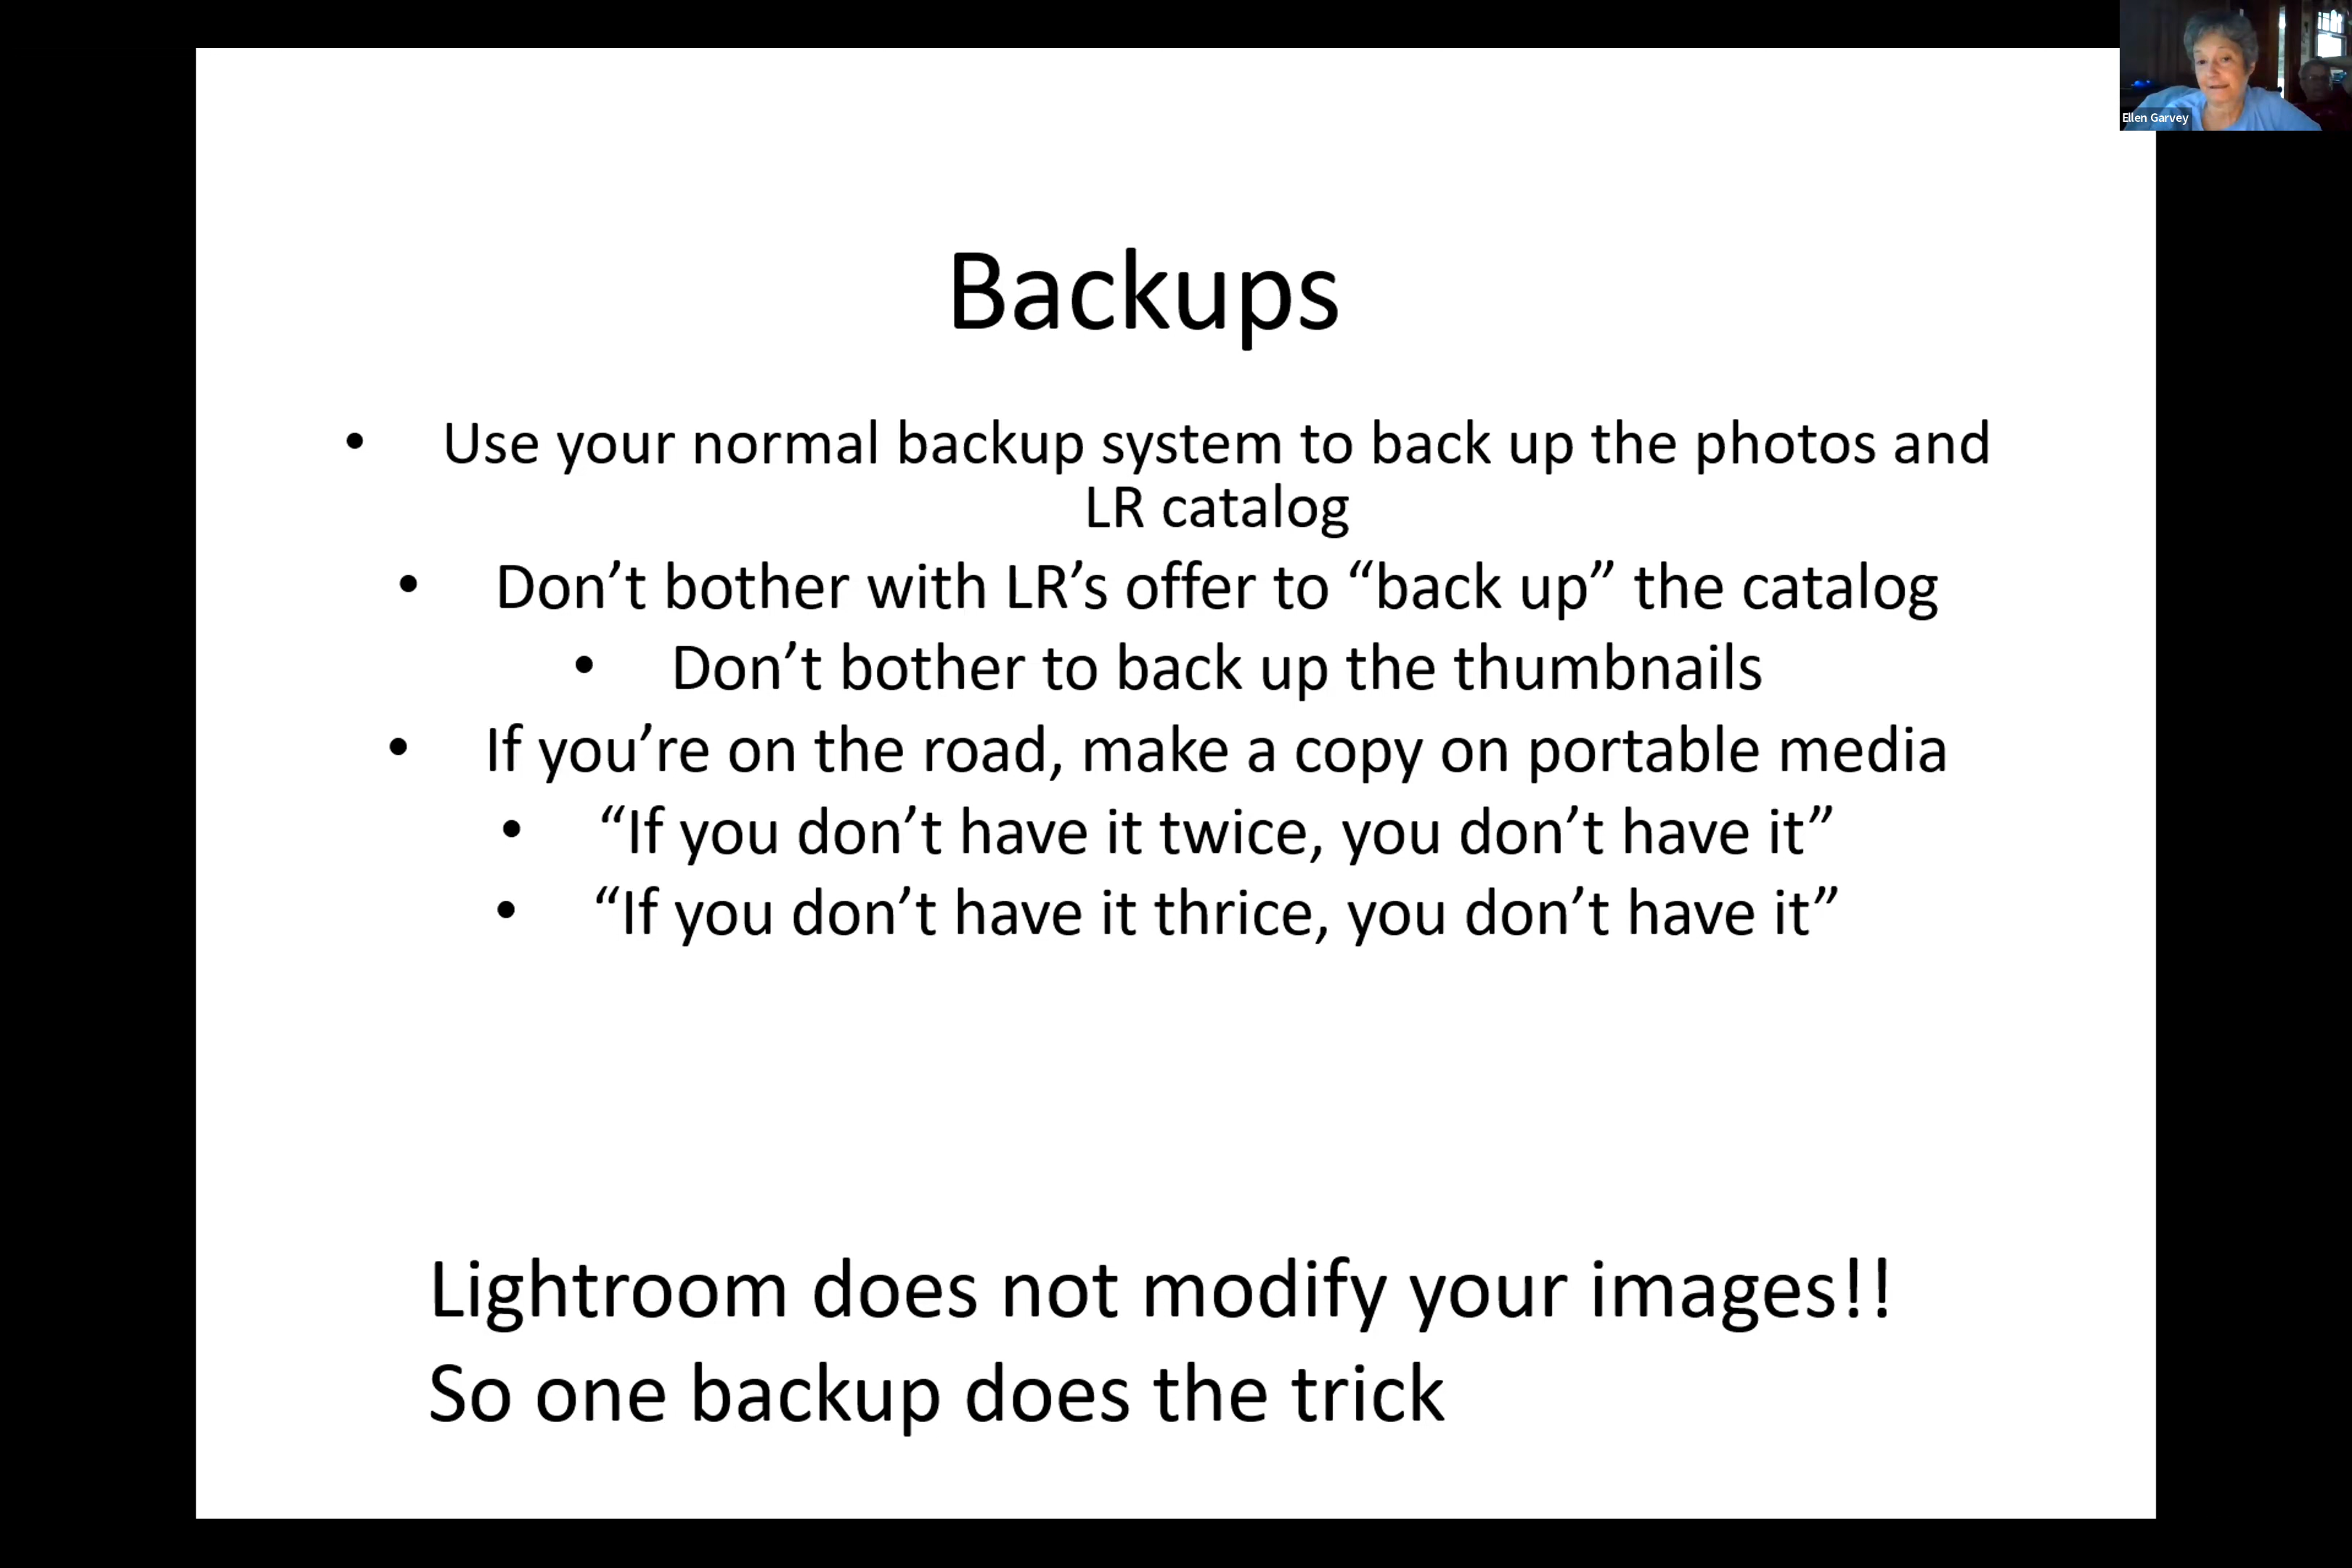 Ellen Garvey
Backups
• Use your normal backup system to back up the photos and
LR catalog
• Don’t bother with LR’s offer to “back up” the catalog
• Don’t bother to back up the thumbnails
• If you’re on the road, make a copy on portable media
• “If you don’t have it twice, you don’t have it”
• “If you don’t have it thrice, you don’t have it”
Lightroom does not modify your images!!
So one backup does the trick